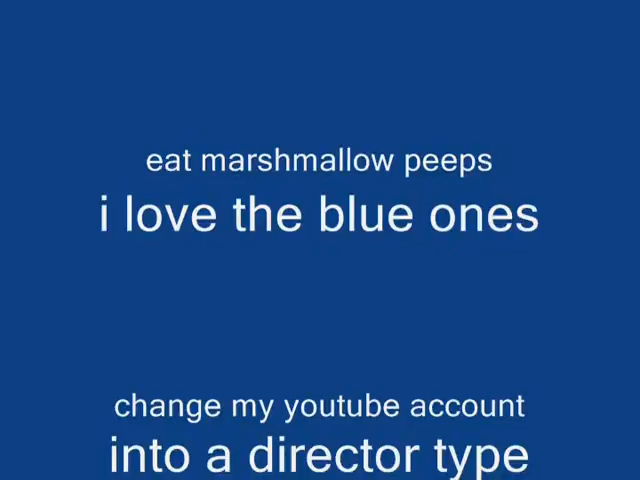 eat marshmallow peeps
i love the blue ones
change my youtube account
into a director type